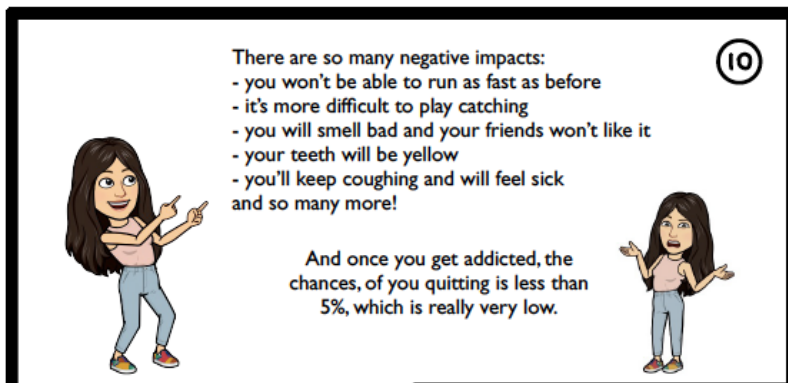 There are so many negative impacts:
10
- you won't be able to run as fast as before
- it's more difficult to play catching
- you will smell bad and your friends won't like it
- your teeth will be yellow
- you'll keep coughing and will feel sick
and so many more!
And once you get addicted, the
chances, of you quitting is less than
5%, which is really very low.